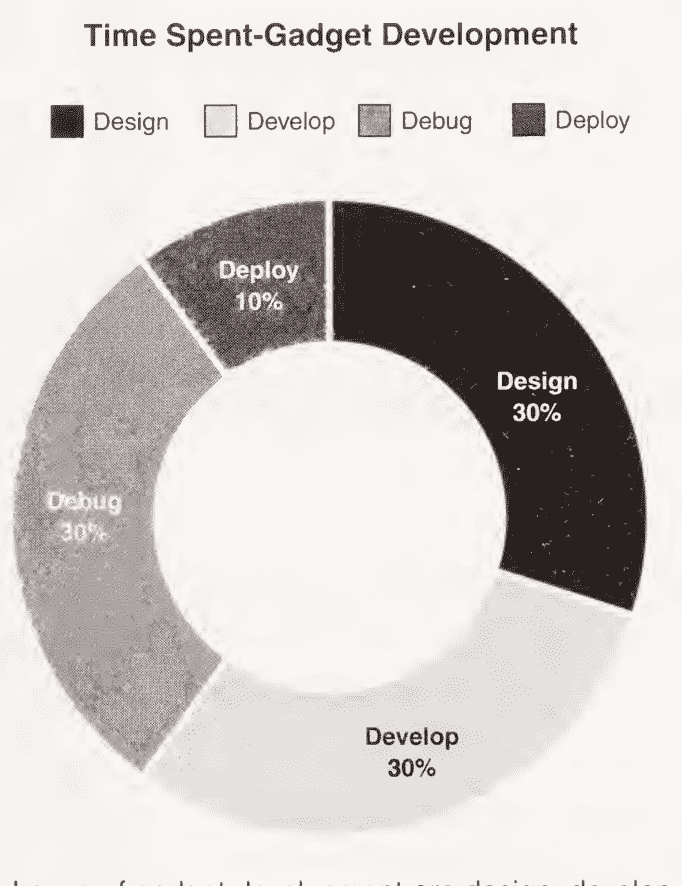 Time Spent-Gadget Development
Design Develop Debug Deploy
Deploy
10%
Design
30%
Debug
30%
Develop
30%